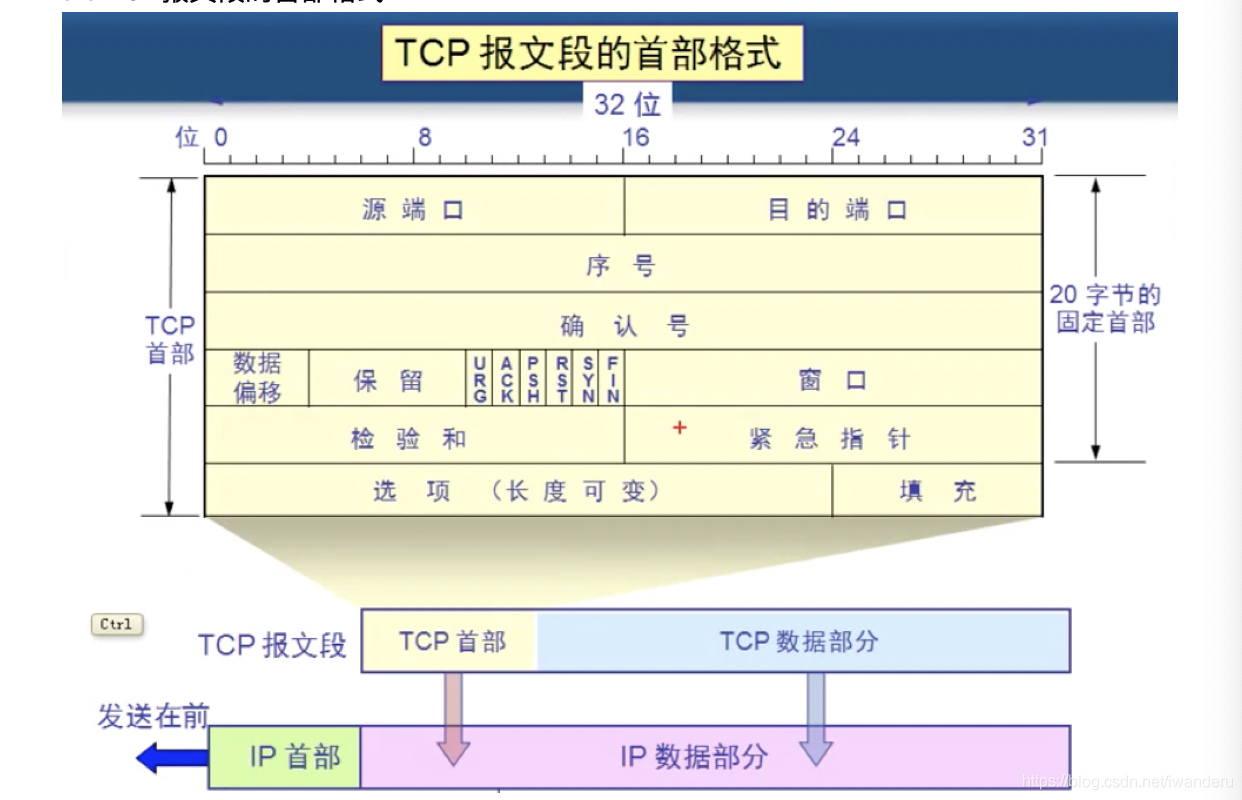 TCP 报文段的首部格式
32 位
位 0 8 16 24 31
源 端 口 目 的 端 口
序 号
20 字节的
固定首部
确 认 号
TCP
首部
数据
偏移
保 留
URG
ACK
PSH
RST
SYN
FIN
窗 口
检 验 和 紧 急 指 针
选 项 (长 度 可 变) 填 充
Ctrl
TCP 报文段 TCP 首部 TCP 数据部分
发送在前
IP 首部 IP 数据部分
https://blog.csdn.net/iwanderu